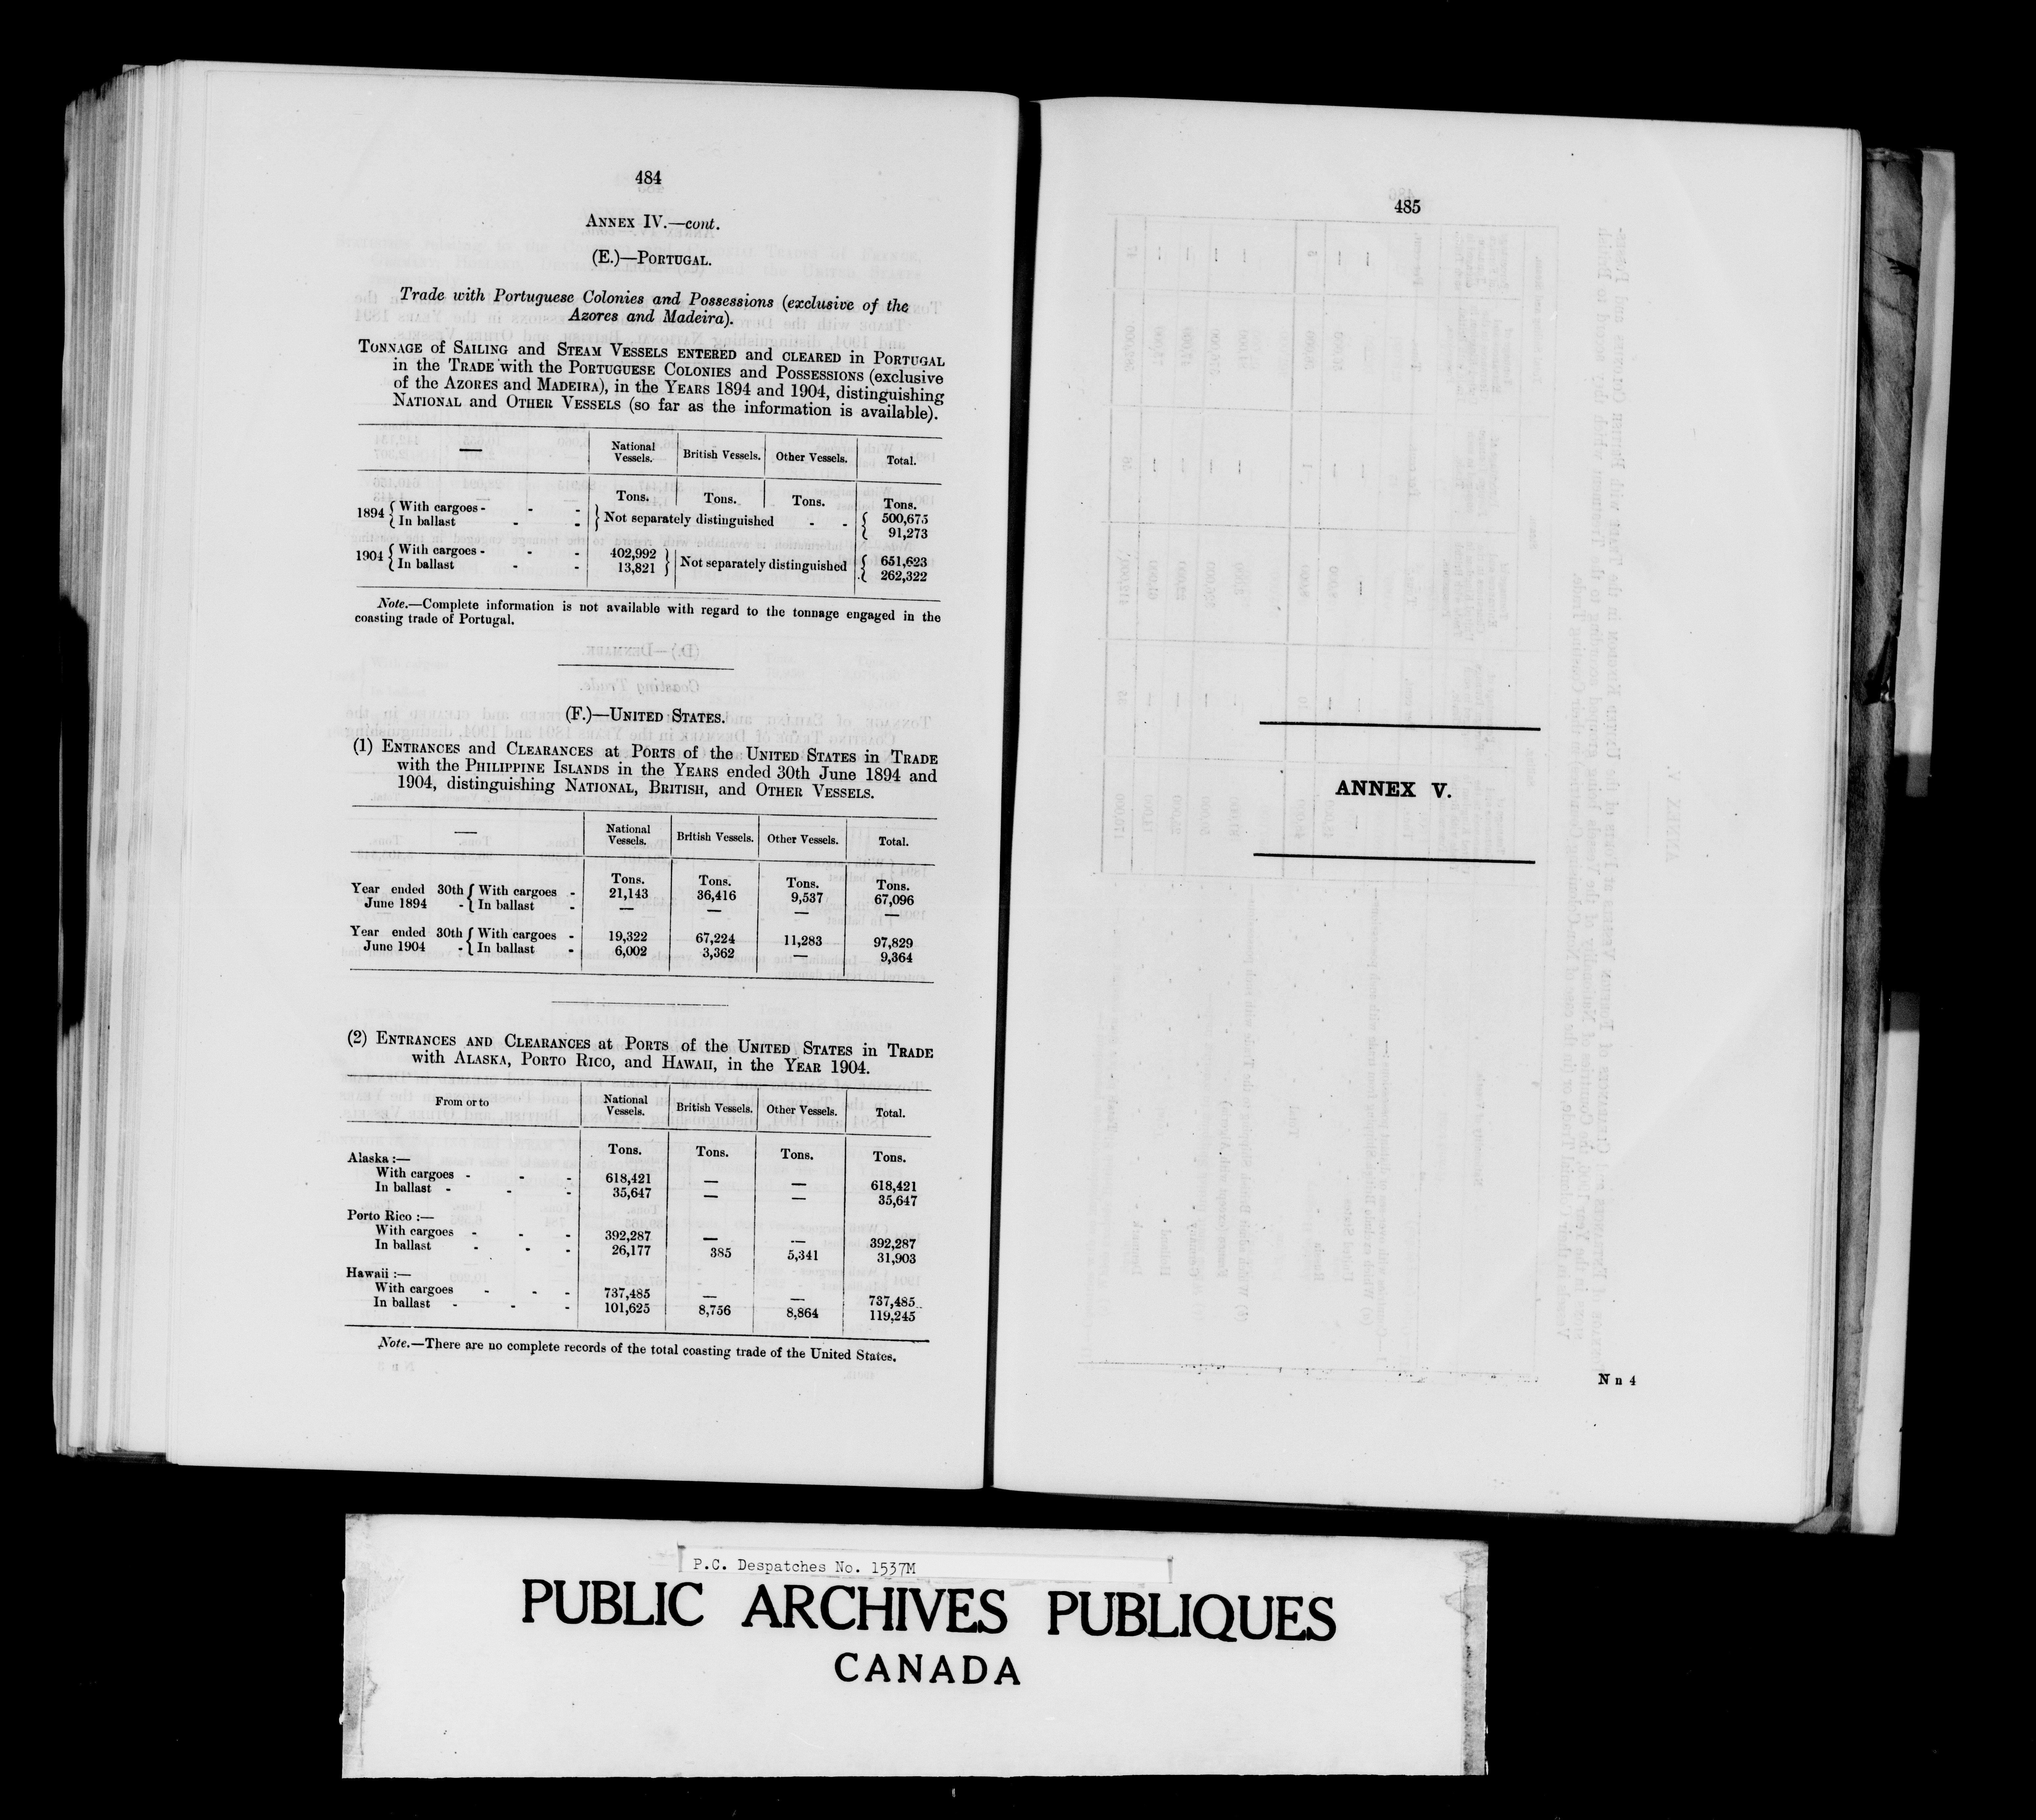 484
ANNEX IV.—cont.
(E.)—PORTUGAL.
Trade with Portuguese Colonies and Possessions (exclusive of the
Azores and Madeira).
TONNAGE of SAILING and STEAM VESSELS ENTERED and CLEARED in PORTUGAL
in the TRADE with the PORTUGUESE COLONIES and POSSESSIONS (exclusive
of the AZORES and MADEIRA), in the YEARS 1894 and 1904, distinguishing
NATIONAL and OTHER VESSELS (so far as the information is available).
— National Vessels. British Vessels. Other Vessels. Total.
Tons. Tons. Tons. Tons.
1894 { With cargoes - - - } Not separately distinguished - - { 500,675
{ In ballast - - } { 91,273
1904 { With cargoes - - - 402,992 } Not separately distinguished { 651,623
{ In ballast - - 13,821 } { 262,322
Note.—Complete information is not available with regard to the tonnage engaged in the
coasting trade of Portugal.
(F.)—UNITED STATES.
(1) ENTRANCES and CLEARANCES at PORTS of the UNITED STATES in TRADE
with the PHILIPPINE ISLANDS in the YEARS ended 30th June 1894 and
1904, distinguishing NATIONAL, BRITISH, and OTHER VESSELS.
— National Vessels. British Vessels. Other Vessels. Total.
Tons. Tons. Tons. Tons.
Year ended 30th { With cargoes - 21,143 36,416 9,537 67,096
June 1894 - { In ballast - — — — —
Year ended 30th { With cargoes - 19,322 67,224 11,283 97,829
June 1904 - { In ballast - 6,002 3,362 — 9,364
(2) ENTRANCES AND CLEARANCES at PORTS of the UNITED STATES in TRADE
with ALASKA, PORTO RICO, and HAWAII, in the YEAR 1904.
From or to National Vessels. British Vessels. Other Vessels. Total.
Tons. Tons. Tons. Tons.
Alaska :—
With cargoes - - - 618,421 — — 618,421
In ballast - - - 35,647 — — 35,647
Porto Rico :—
With cargoes - - - 392,287 — — 392,287
In ballast - - - 26,177 385 5,341 31,903
Hawaii :—
With cargoes - - - 737,485 — — 737,485
In ballast - - - 101,625 8,756 8,864 119,245
Note.—There are no complete records of the total coasting trade of the United States.
485
ANNEX V.
N n 4
P.C. Despatches No. 1537M
PUBLIC ARCHIVES PUBLIQUES
CANADA